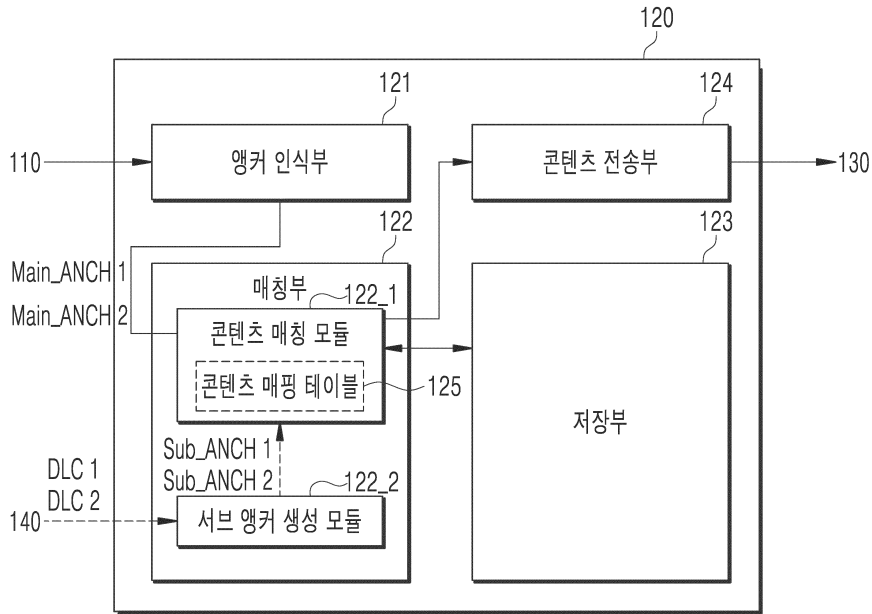 120
121
124
110
앵커 인식부
콘텐츠 전송부
130
122
123
Main_ANCH 1
Main_ANCH 2
매칭부
122_1
콘텐츠 매칭 모듈
콘텐츠 매핑 테이블
125
저장부
Sub_ANCH 1
Sub_ANCH 2
DLC 1
DLC 2
122_2
140
서브 앵커 생성 모듈